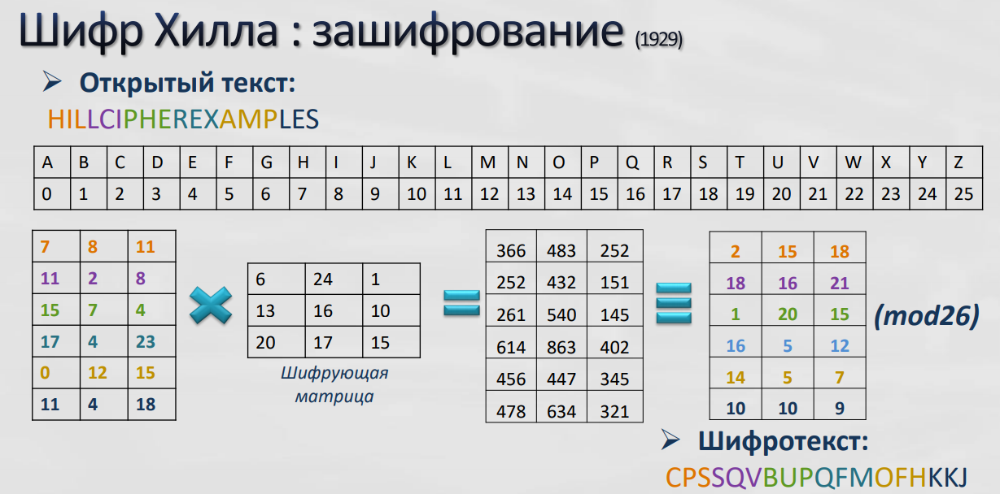 Шифр Хилла : зашифрование (1929)
Открытый текст:
HILLCIPHEREXAMPLES
A B C D E F G H I J K L M N O P Q R S T U V W X Y Z
0 1 2 3 4 5 6 7 8 9 10 11 12 13 14 15 16 17 18 19 20 21 22 23 24 25
7 8 11
11 2 8
15 7 4
17 4 23
0 12 15
11 4 18
6 24 1
13 16 10
20 17 15
Шифрующая
матрица
366 483 252
252 432 151
261 540 145
614 863 402
456 447 345
478 634 321
2 15 18
18 16 21
1 20 15
16 5 12
14 5 7
10 10 9
(mod26)
Шифротекст:
CPSSQVBUPQFMOFHKKJ